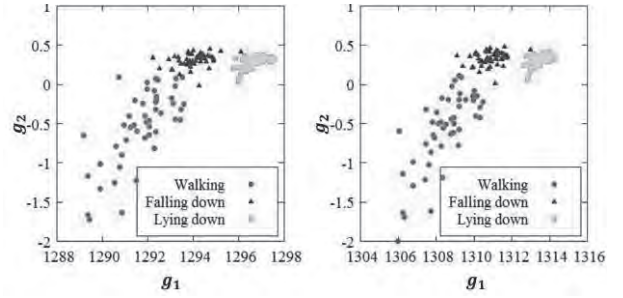 1
0.5
0
-0.5
-1
-1.5
-2
g2
Walking
Falling down
Lying down
1288 1290 1292 1294 1296 1298
g1
1
0.5
0
-0.5
-1
-1.5
-2
g2
Walking
Falling down
Lying down
1304 1306 1308 1310 1312 1314 1316
g1